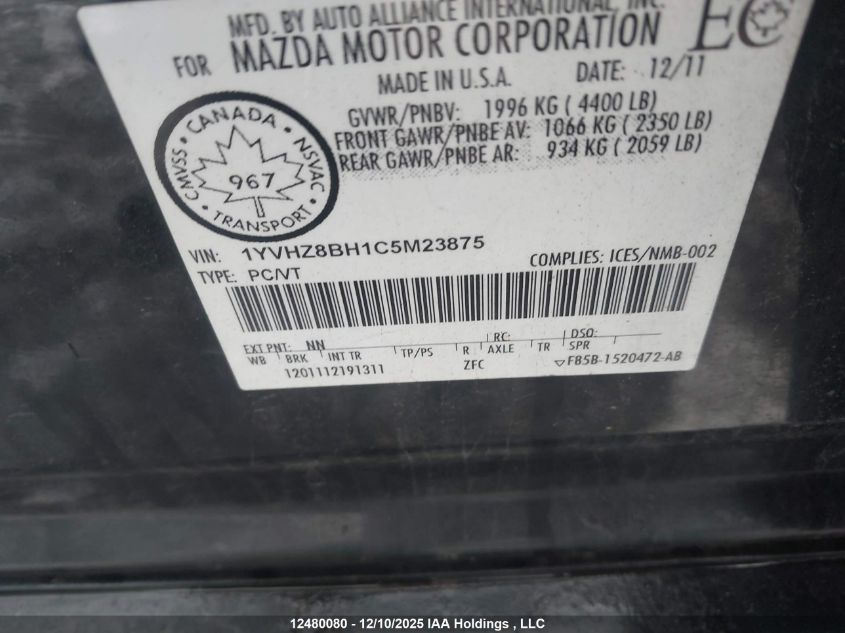 MFD. BY AUTO ALLIANCE INTERNATIONAL, INC.
FOR MAZDA MOTOR CORPORATION
EC
MADE IN U.S.A. DATE: 12/11
GVWR/PNBV: 1996 KG ( 4400 LB)
FRONT GAWR/PNBE AV: 1066 KG ( 2350 LB)
REAR GAWR/PNBE AR: 934 KG ( 2059 LB)
CANADA
CMVSS 967 NSVAC
TRANSPORT
VIN: 1YVHZ8BH1C5M23875
TYPE: PC/VT
COMPLIES: ICES/NMB-002
EXT PNT: NN RC: DSO:
WB BRK INT TR TP/PS R AXLE TR SPR
1201112191311 ZFC ▽F85B-1520472-AB
12480080 - 12/10/2025 IAA Holdings , LLC